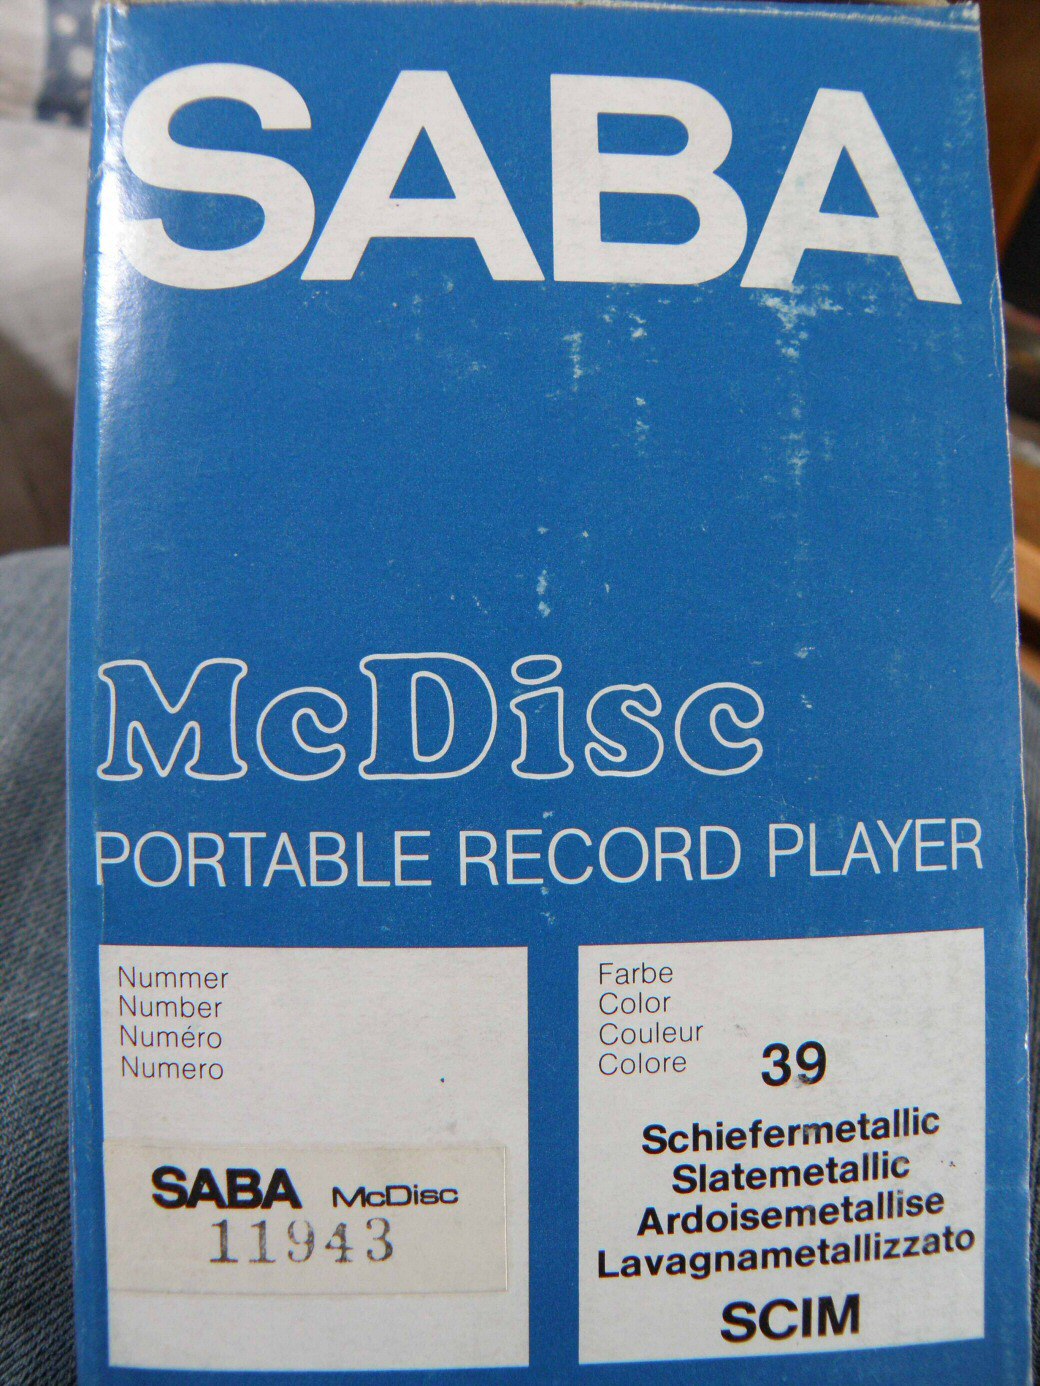 SABA
McDisc
PORTABLE RECORD PLAYER
Nummer
Number
Numéro
Numero
SABA McDisc
11943
Farbe
Color
Couleur
Colore 39
Schiefermetallic
Slatemetallic
Ardoisemetallise
Lavagnametallizzato
SCIM